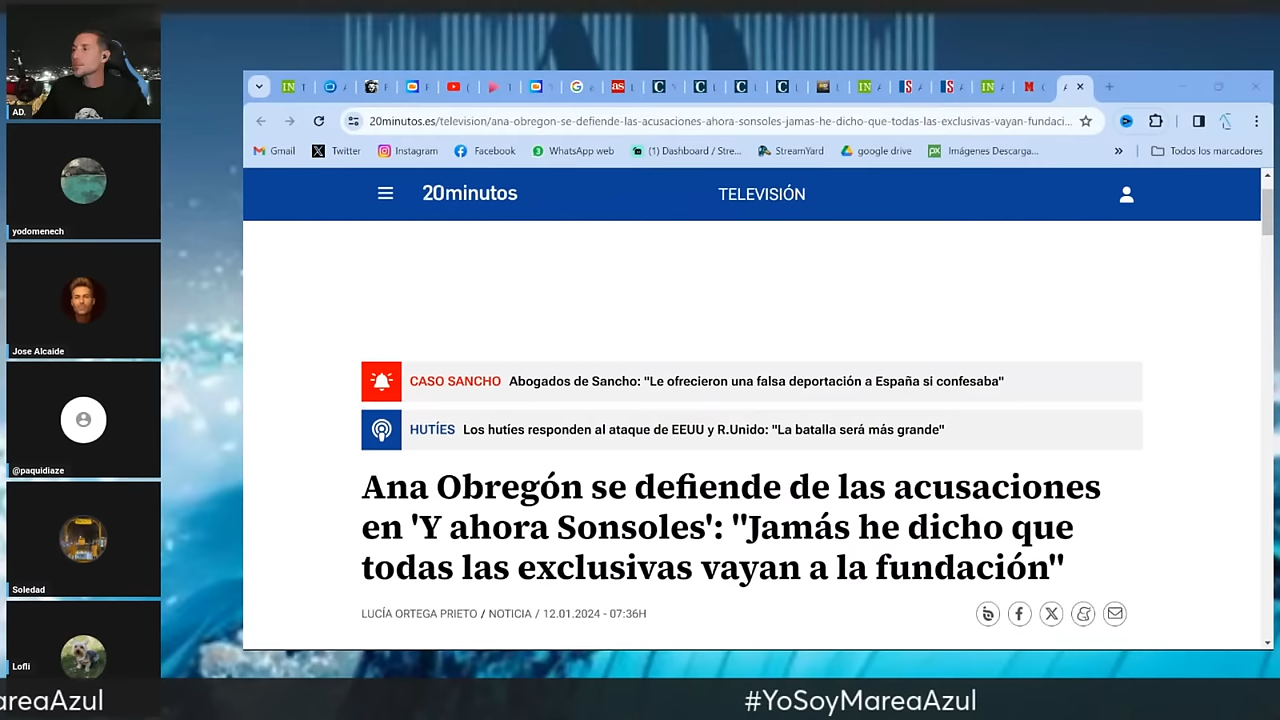 AD.
yodomenech
Jose Alcaide
@paquidiaze
Soledad
Lofli
20minutos.es/television/ana-obregon-se-defiende-las-acusaciones-ahora-sonsoles-jamas-he-dicho-que-todas-las-exclusivas-vayan-fundaci...
Gmail
Twitter
Instagram
Facebook
WhatsApp web
(1) Dashboard / Stre...
StreamYard
google drive
Imágenes Descarga...
»
Todos los marcadores
20minutos
TELEVISIÓN
CASO SANCHO Abogados de Sancho: "Le ofrecieron una falsa deportación a España si confesaba"
HUTÍES Los hutíes responden al ataque de EEUU y R.Unido: "La batalla será más grande"
Ana Obregón se defiende de las acusaciones
en 'Y ahora Sonsoles': "Jamás he dicho que
todas las exclusivas vayan a la fundación"
LUCÍA ORTEGA PRIETO / NOTICIA / 12.01.2024 - 07:36H
areaAzul
#YoSoyMareaAzul